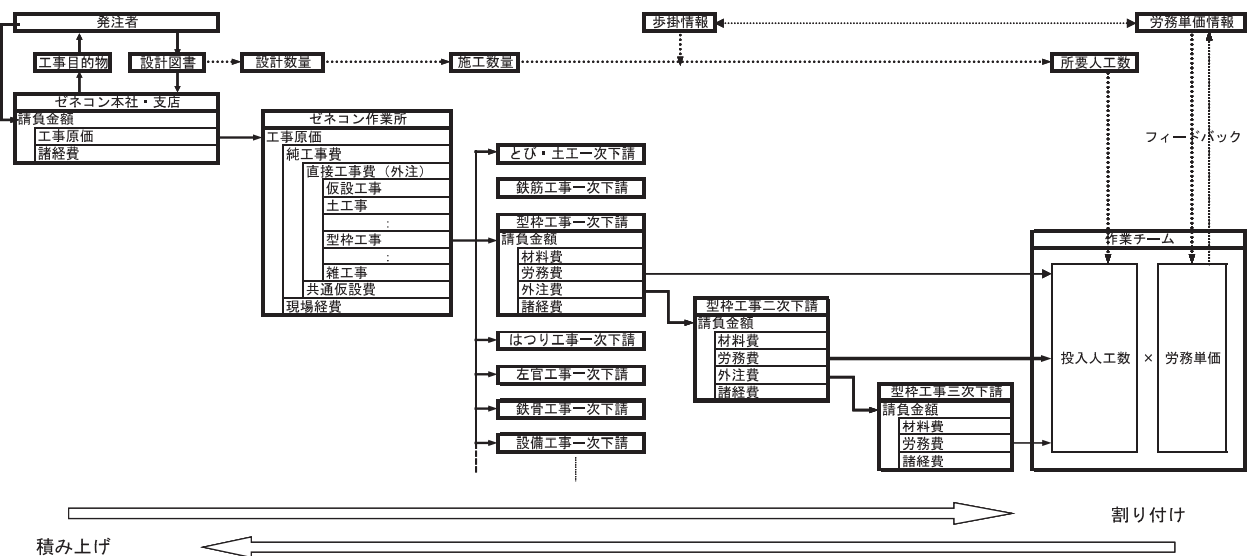 発注者
歩掛情報
労務単価情報
工事目的物
設計図書
設計数量
施工数量
所要人工数
ゼネコン本社・支店
請負金額
工事原価
諸経費
ゼネコン作業所
工事原価
純工事費
直接工事費（外注）
仮設工事
土工事
：
型枠工事
：
雑工事
共通仮設費
現場経費
とび・土工一次下請
鉄筋工事一次下請
型枠工事一次下請
請負金額
材料費
労務費
外注費
諸経費
はつり工事一次下請
左官工事一次下請
鉄骨工事一次下請
設備工事一次下請
型枠工事二次下請
請負金額
材料費
労務費
外注費
諸経費
型枠工事三次下請
請負金額
材料費
労務費
諸経費
フィードバック
作業チーム
投入人工数 × 労務単価
割り付け
積み上げ